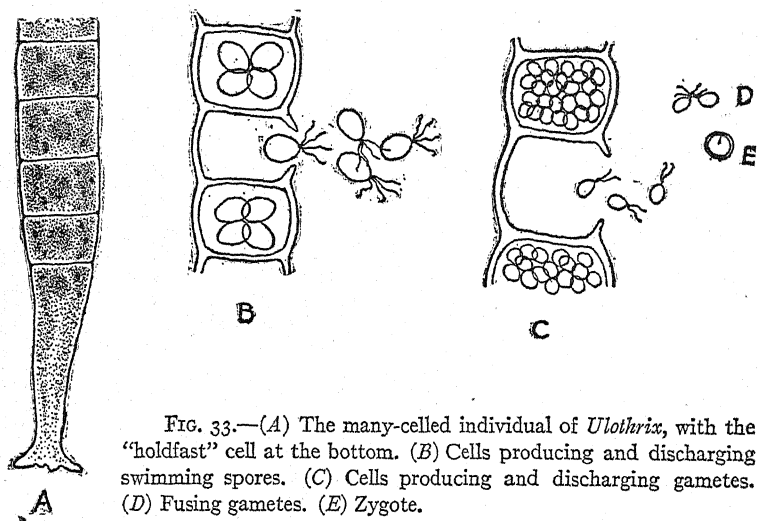 D
E
B
C
A
FIG. 33.—(A) The many-celled individual of Ulothrix, with the
"holdfast" cell at the bottom. (B) Cells producing and discharging
swimming spores. (C) Cells producing and discharging gametes.
(D) Fusing gametes. (E) Zygote.